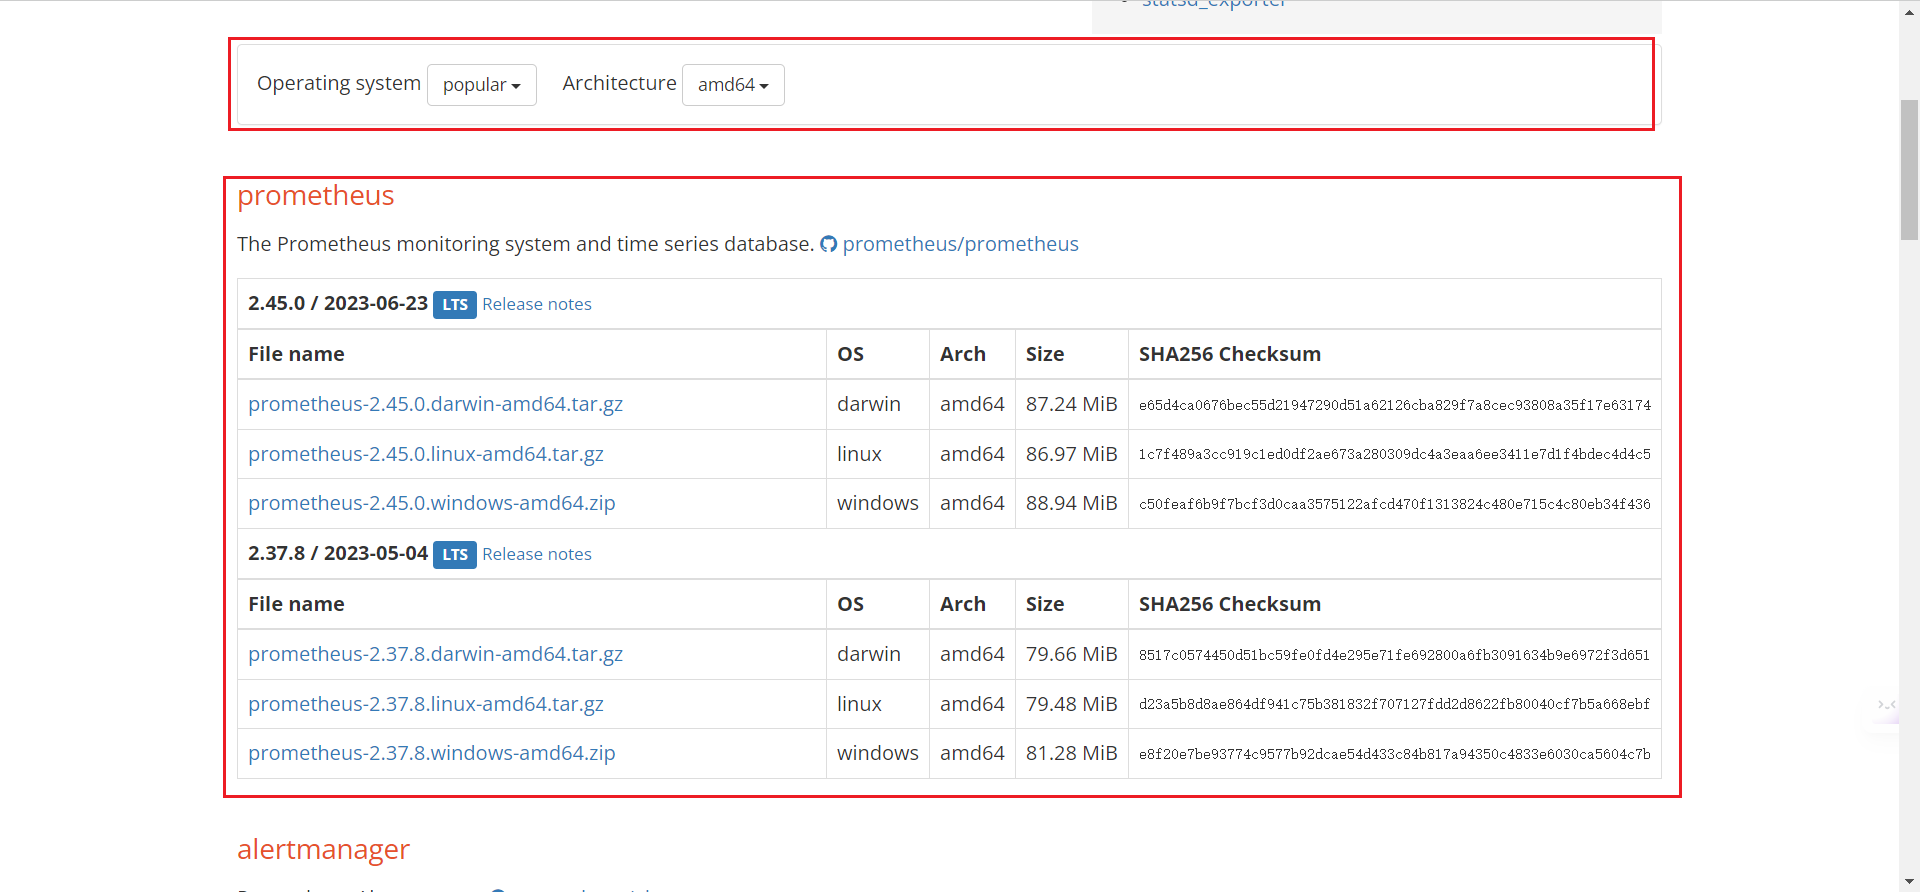 statsd_exporter
Operating system popular Architecture amd64
prometheus
The Prometheus monitoring system and time series database. prometheus/prometheus
2.45.0 / 2023-06-23 LTS Release notes
File name OS Arch Size SHA256 Checksum
prometheus-2.45.0.darwin-amd64.tar.gz darwin amd64 87.24 MiB e65d4ca0676bec55d21947290d51a62126cba829f7a8cec93808a35f17e63174
prometheus-2.45.0.linux-amd64.tar.gz linux amd64 86.97 MiB 1c7f489a3cc919c1ed0df2ae673a280309dc4a3eaa6ee3411e7d1f4bdec4d4c5
prometheus-2.45.0.windows-amd64.zip windows amd64 88.94 MiB c50feaf6b9f7bcf3d0caa3575122afcd470f1313824c480e715c4c80eb34f436
2.37.8 / 2023-05-04 LTS Release notes
File name OS Arch Size SHA256 Checksum
prometheus-2.37.8.darwin-amd64.tar.gz darwin amd64 79.66 MiB 8517c0574450d51bc59fe0fd4e295e71fe692800a6fb3091634b9e6972f3d651
prometheus-2.37.8.linux-amd64.tar.gz linux amd64 79.48 MiB d23a5b8d8ae864df941c75b381832f707127fdd2d8622fb80040cf7b5a668ebf
prometheus-2.37.8.windows-amd64.zip windows amd64 81.28 MiB e8f20e7be93774c9577b92dcae54d433c84b817a94350c4833e6030ca5604c7b
alertmanager